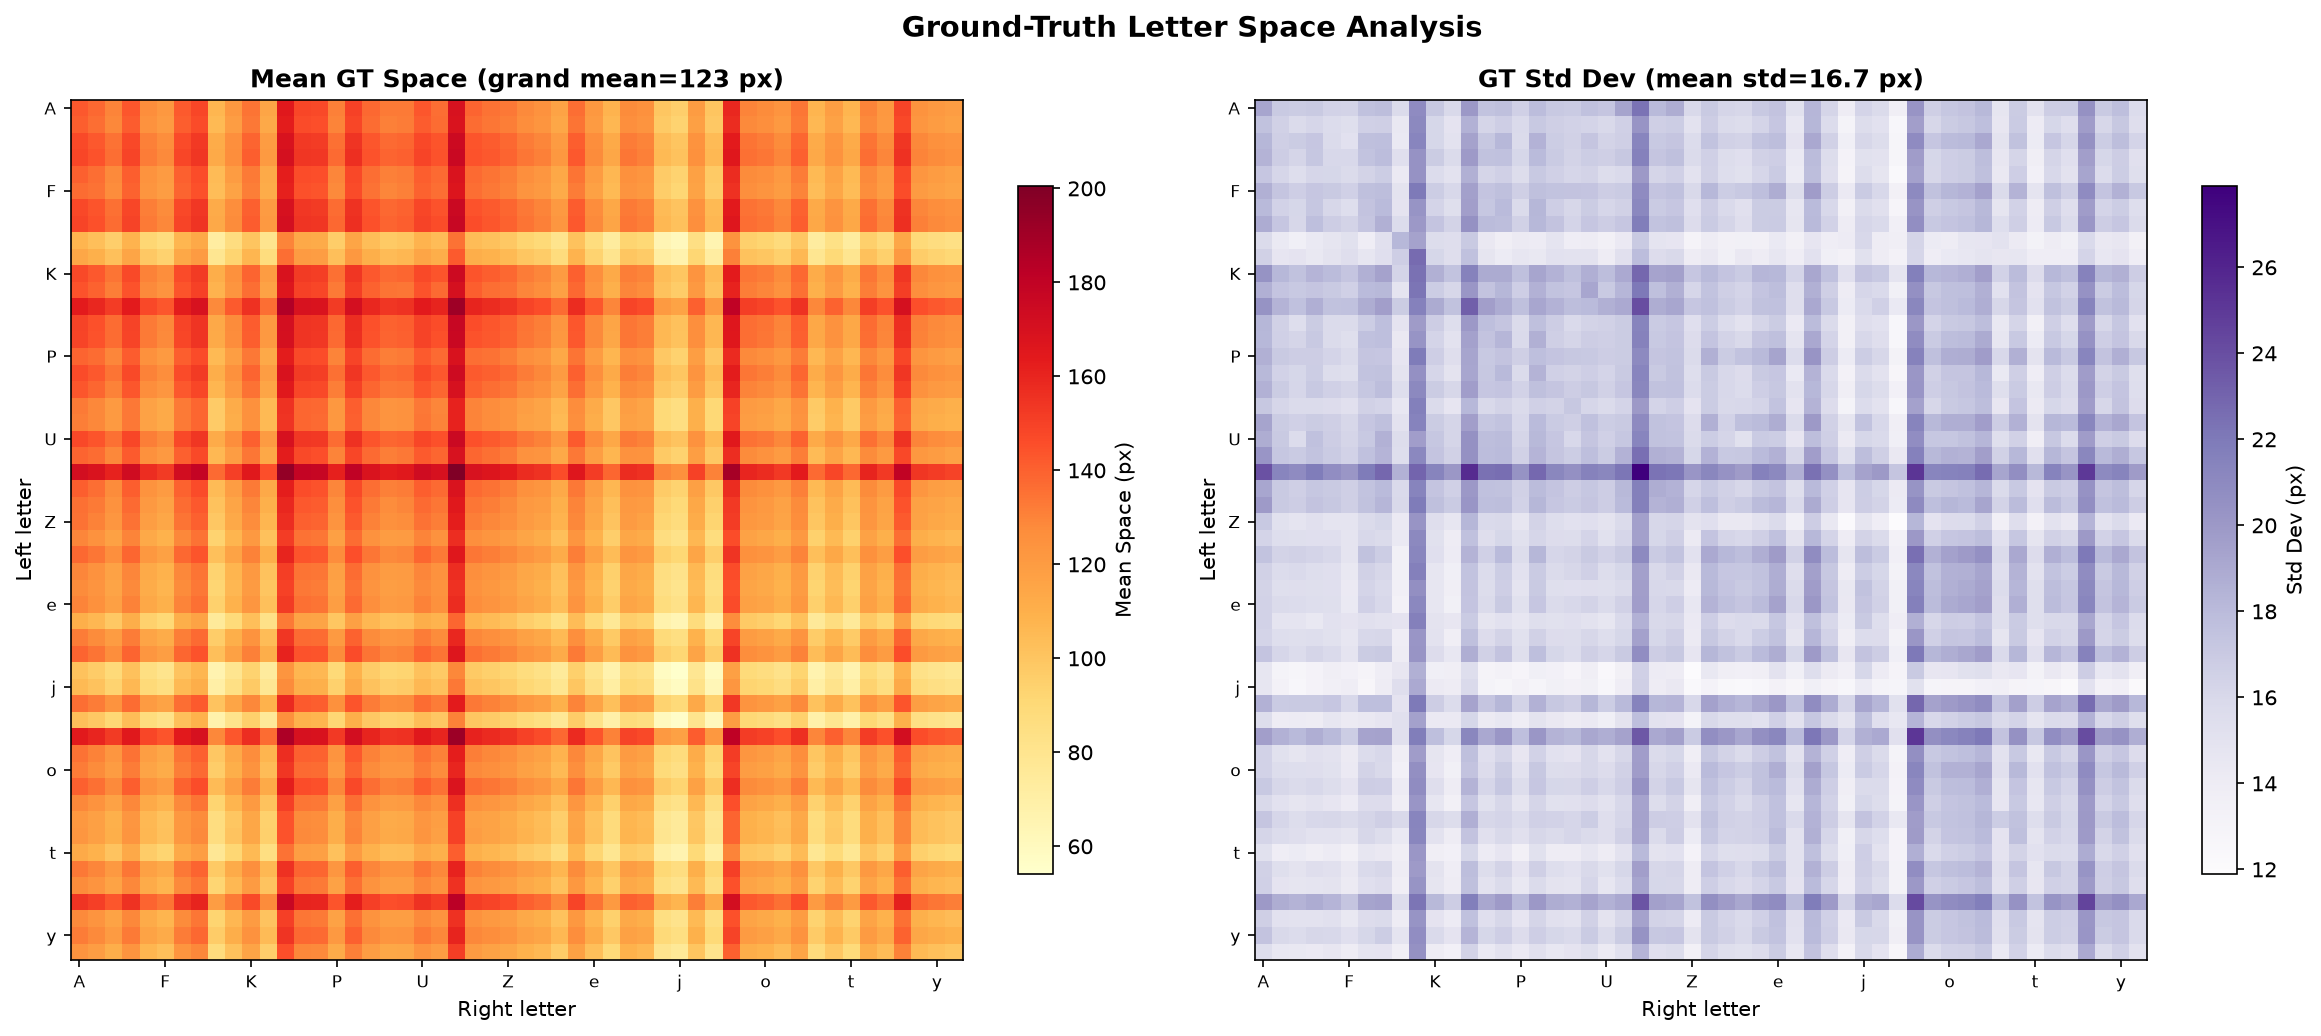 Ground-Truth Letter Space Analysis
Mean GT Space (grand mean=123 px)
A
F
K
P
U
Z
e
j
o
t
y
Left letter
A F K P U Z e j o t y
Right letter
200
180
160
140
120
100
80
60
Mean Space (px)
GT Std Dev (mean std=16.7 px)
A
F
K
P
U
Z
e
j
o
t
y
Left letter
A F K P U Z e j o t y
Right letter
26
24
22
20
18
16
14
12
Std Dev (px)